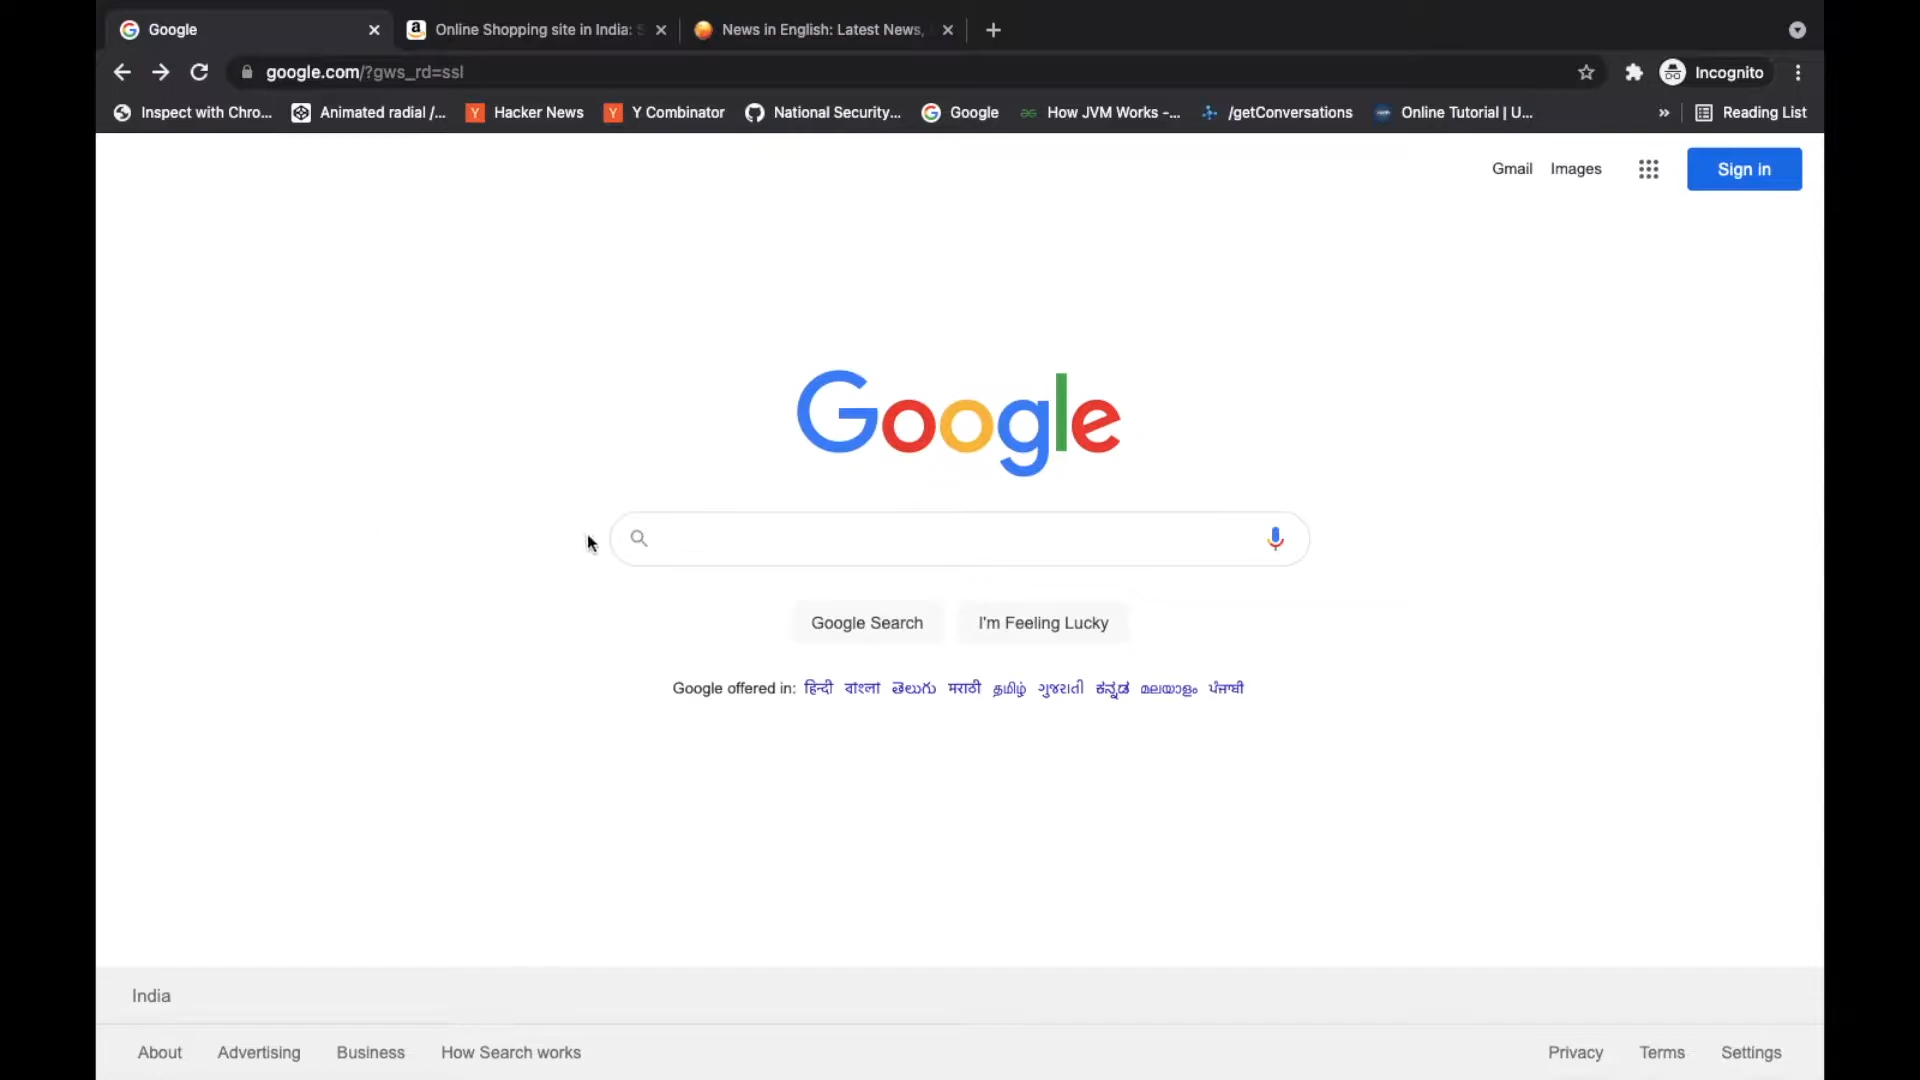 Google
Online Shopping site in India: S
News in English: Latest News,
google.com/?gws_rd=ssl
Incognito
Inspect with Chro...
Animated radial /...
Hacker News
Y Combinator
National Security...
Google
How JVM Works -...
/getConversations
Online Tutorial | U...
»
Reading List
Gmail
Images
Sign in
Google
Google Search
I'm Feeling Lucky
Google offered in: हिन्दी বাংলা తెలుగు मराठी தமிழ் ગુજરાતી ಕನ್ನಡ മലയാളം ਪੰਜਾਬੀ
India
About
Advertising
Business
How Search works
Privacy
Terms
Settings